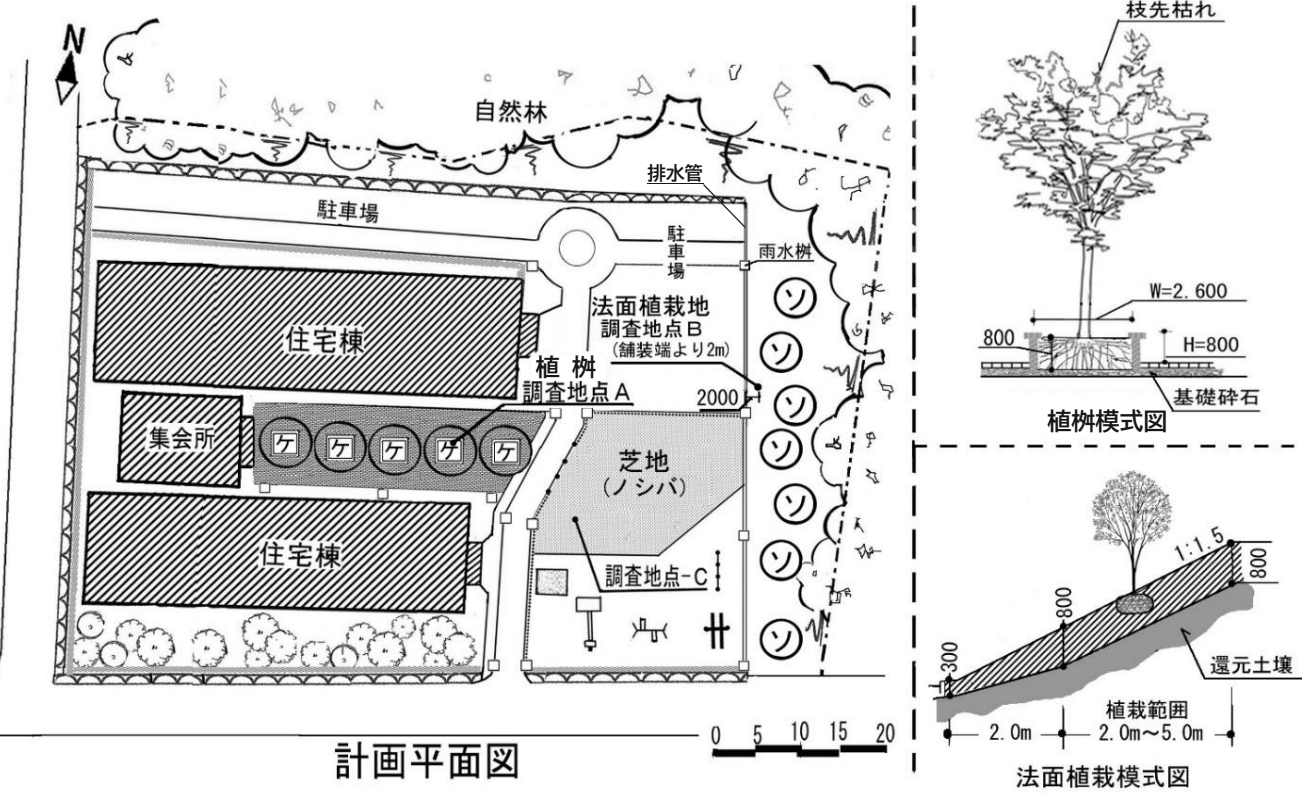 N
自然林
排水管
駐車場
駐車場
雨水桝
住宅棟
法面植栽地
調査地点B
(舗装端より2m)
植 桝
調査地点A
2000
集会所
ケ ケ ケ ケ ケ
ソ
ソ
ソ
ソ
ソ
ソ
ソ
芝地
(ノシバ)
住宅棟
調査地点-C
計画平面図
0 5 10 15 20
枝先枯れ
W=2.600
800
H=800
基礎砕石
植桝模式図
1:1.5
800
800
300
還元土壌
植栽範囲
2.0m
2.0m～5.0m
法面植栽模式図